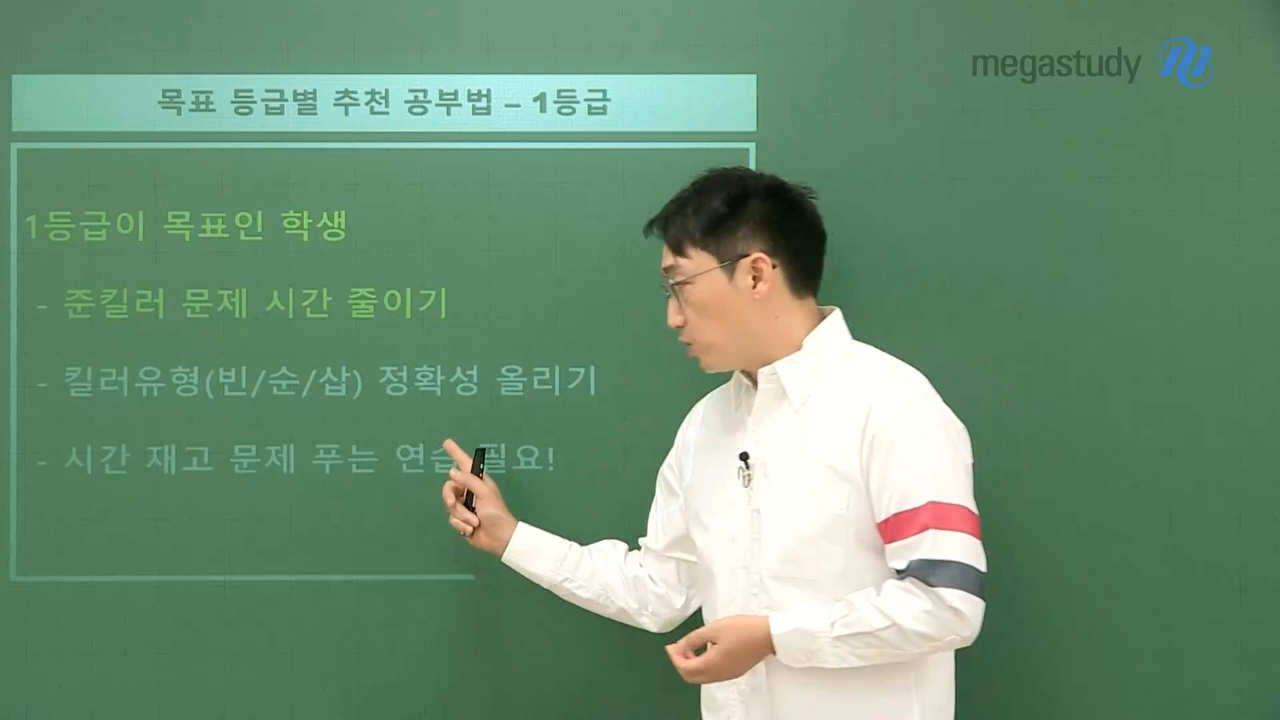 megastudy
목표 등급별 추천 공부법 – 1등급
1등급이 목표인 학생
- 준킬러 문제 시간 줄이기
- 킬러유형(빈/순/삽) 정확성 올리기
- 시간 재고 문제 푸는 연습 필요!